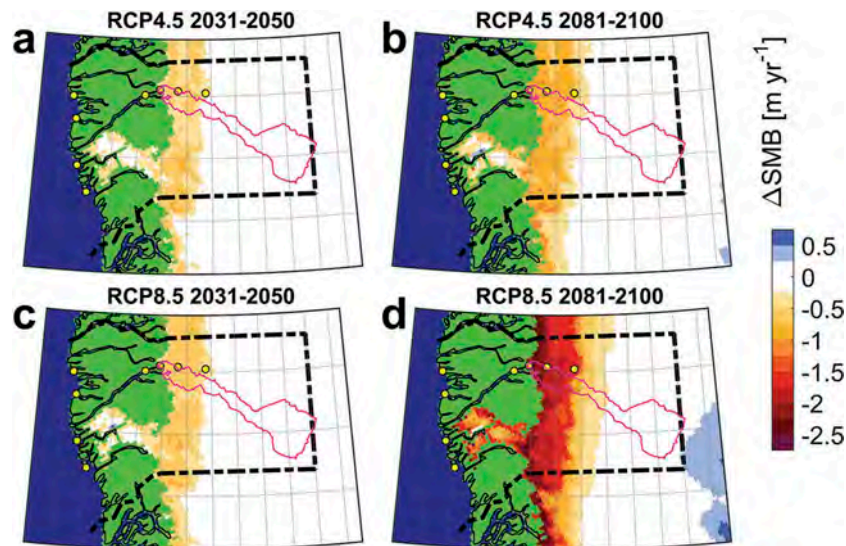 RCP4.5 2031-2050
RCP4.5 2081-2100
a
b
RCP8.5 2031-2050
RCP8.5 2081-2100
c
d
ΔSMB [m yr⁻¹]
0.5
0
-0.5
-1
-1.5
-2
-2.5